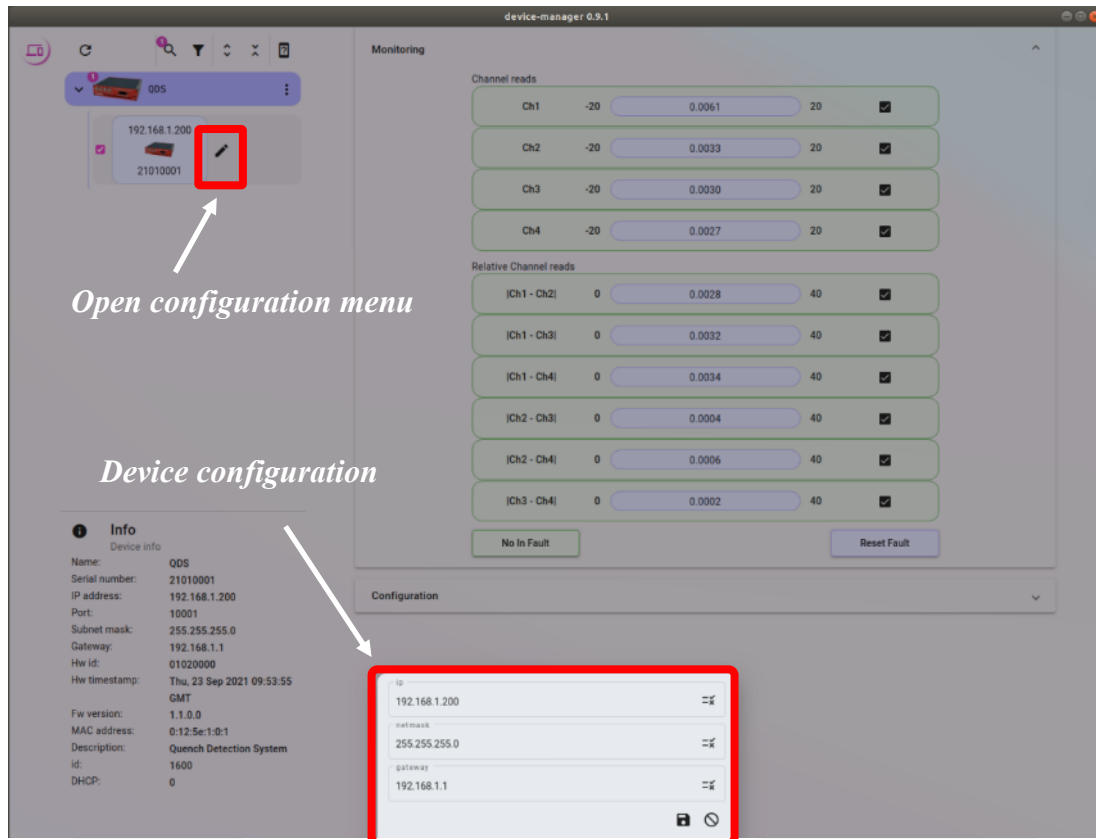 device-manager 0.9.1
1
1 QDS
192.168.1.200
21010001
Open configuration menu
Device configuration
Info
Device info
Name: QDS
Serial number: 21010001
IP address: 192.168.1.200
Port: 10001
Subnet mask: 255.255.255.0
Gateway: 192.168.1.1
Hw id: 01020000
Hw timestamp: Thu, 23 Sep 2021 09:53:55
GMT
Fw version: 1.1.0.0
MAC address: 0:12:5e:1:0:1
Description: Quench Detection System
id: 1600
DHCP: 0
Monitoring
Channel reads
Ch1 -20 0.0061 20
Ch2 -20 0.0033 20
Ch3 -20 0.0030 20
Ch4 -20 0.0027 20
Relative Channel reads
|Ch1 - Ch2| 0 0.0028 40
|Ch1 - Ch3| 0 0.0032 40
|Ch1 - Ch4| 0 0.0034 40
|Ch2 - Ch3| 0 0.0004 40
|Ch2 - Ch4| 0 0.0006 40
|Ch3 - Ch4| 0 0.0002 40
No In Fault Reset Fault
Configuration
ip
192.168.1.200
netmask
255.255.255.0
gateway
192.168.1.1